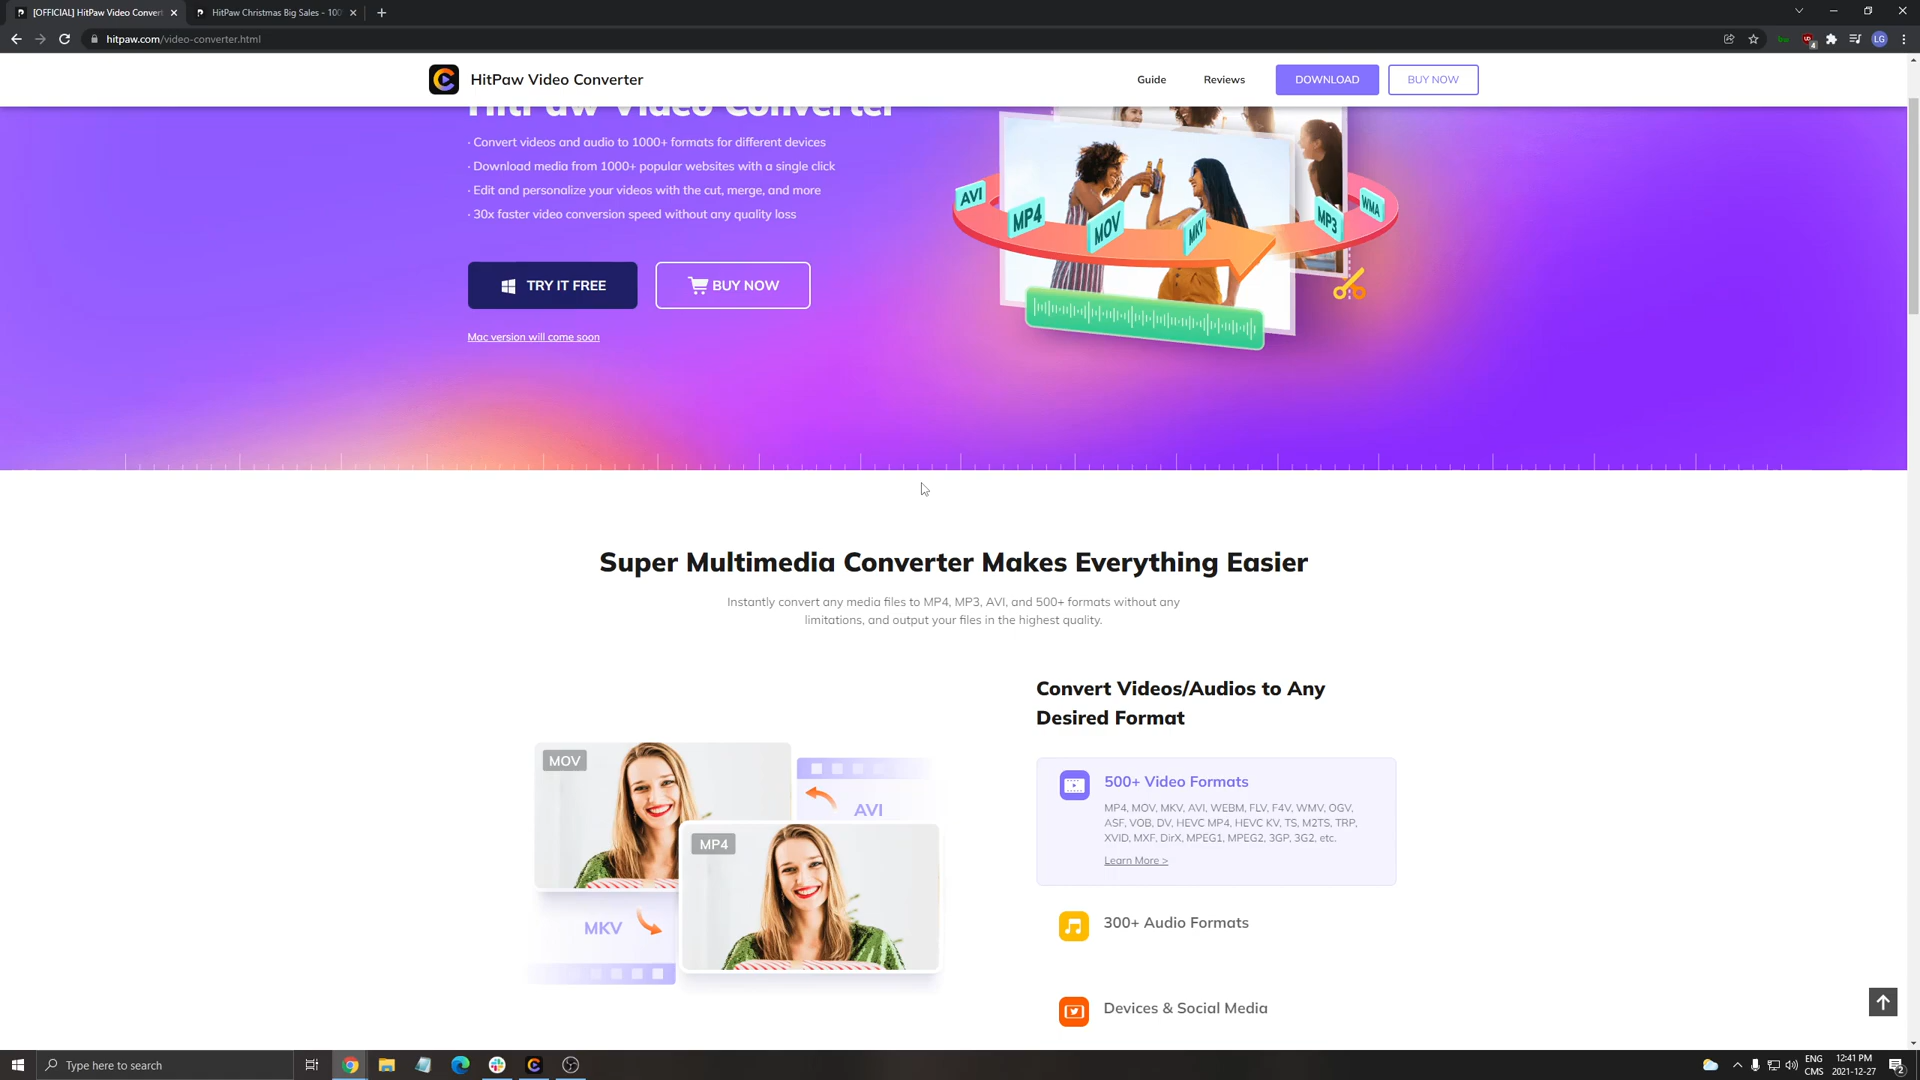 [OFFICIAL] HitPaw Video Convert
HitPaw Christmas Big Sales - 100
hitpaw.com/video-converter.html
4
LG
HitPaw Video Converter
Guide
Reviews
DOWNLOAD
BUY NOW
HitPaw Video Converter
· Convert videos and audio to 1000+ formats for different devices
· Download media from 1000+ popular websites with a single click
· Edit and personalize your videos with the cut, merge, and more
· 30x faster video conversion speed without any quality loss
TRY IT FREE
BUY NOW
Mac version will come soon
AVI
MP4
MOV
MKV
MP3
WMA
Super Multimedia Converter Makes Everything Easier
Instantly convert any media files to MP4, MP3, AVI, and 500+ formats without any
limitations, and output your files in the highest quality.
MOV
AVI
MP4
MKV
Convert Videos/Audios to Any
Desired Format
500+ Video Formats
MP4, MOV, MKV, AVI, WEBM, FLV, F4V, WMV, OGV,
ASF, VOB, DV, HEVC MP4, HEVC KV, TS, M2TS, TRP,
XVID, MXF, DirX, MPEG1, MPEG2, 3GP, 3G2, etc.
Learn More >
300+ Audio Formats
Devices & Social Media
Type here to search
ENG
CMS
12:41 PM
2021-12-27
2